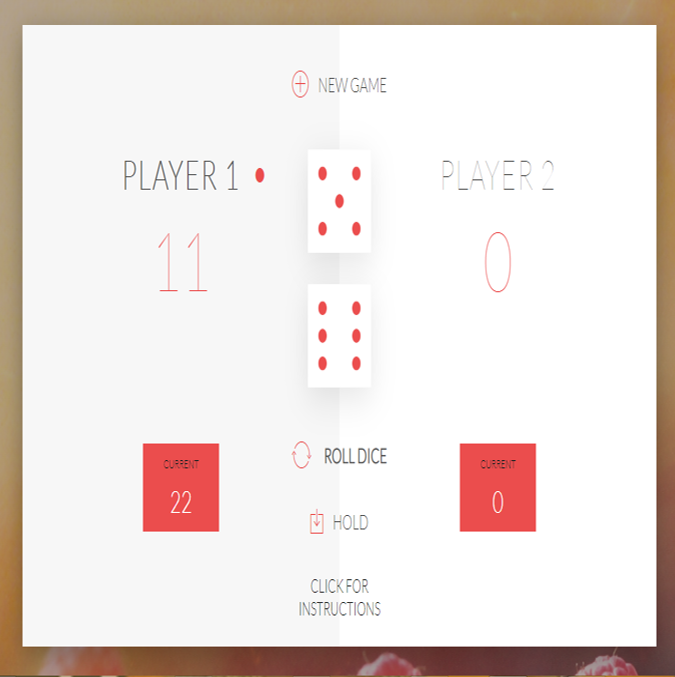 NEW GAME
PLAYER 1
PLAYER 2
11
0
CURRENT
22
CURRENT
0
ROLL DICE
HOLD
CLICK FOR
INSTRUCTIONS